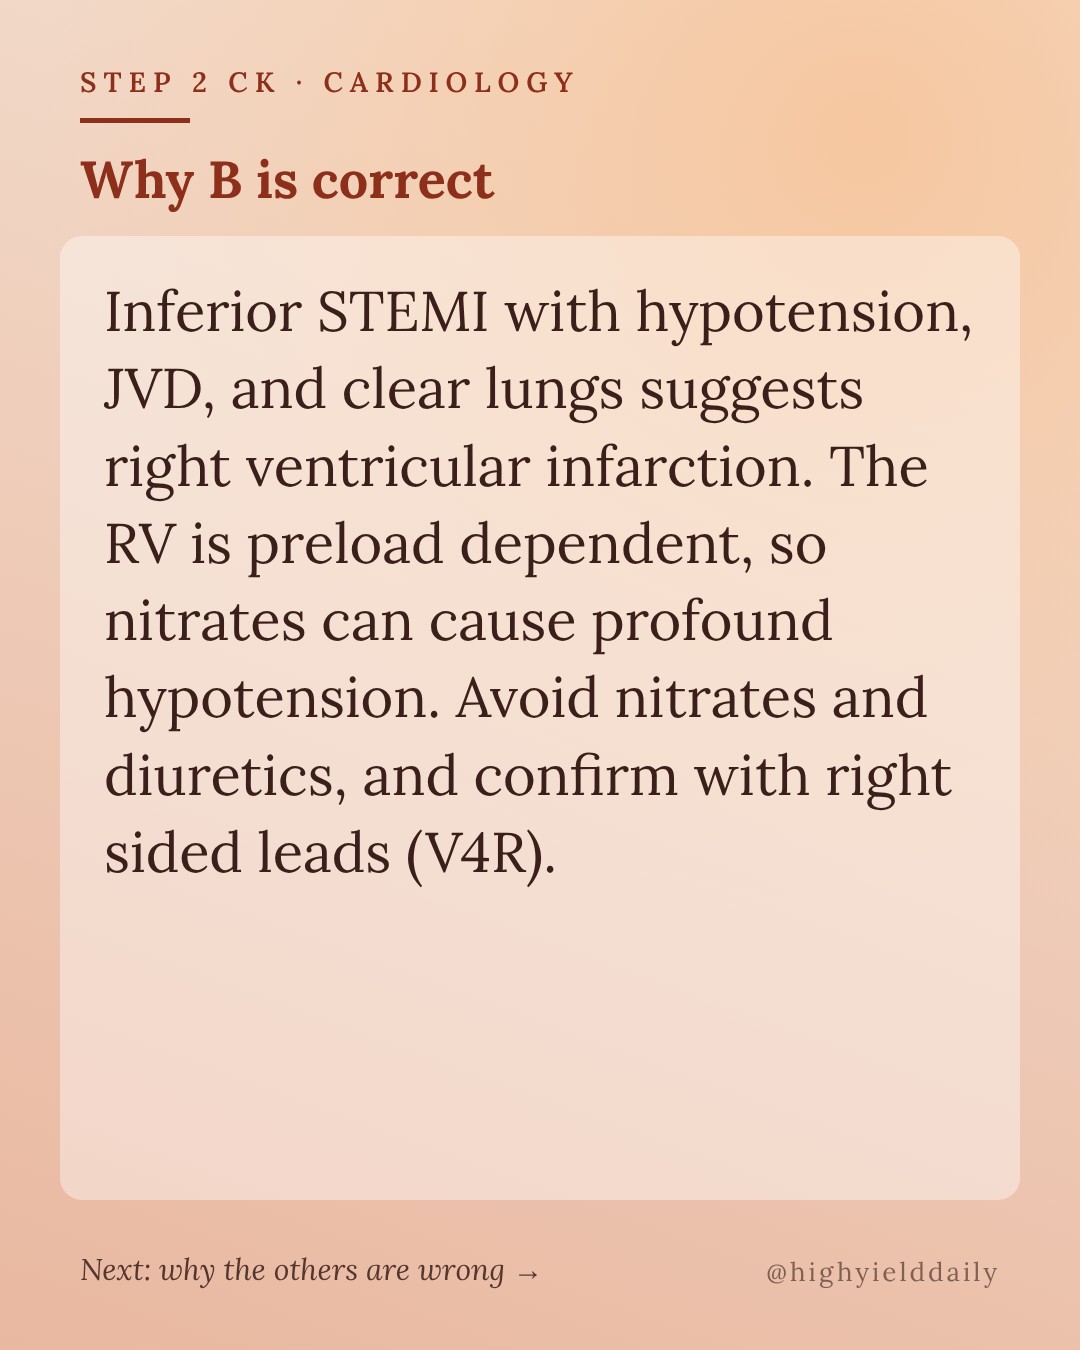 STEP 2 CK · CARDIOLOGY
Why B is correct
Inferior STEMI with hypotension,
JVD, and clear lungs suggests
right ventricular infarction. The
RV is preload dependent, so
nitrates can cause profound
hypotension. Avoid nitrates and
diuretics, and confirm with right
sided leads (V4R).
Next: why the others are wrong →
@highyielddaily